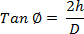 Tan Ø = 2h/D